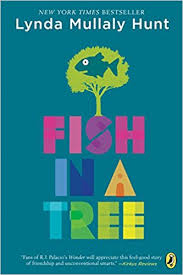 NEW YORK TIMES BESTSELLER
Lynda Mullaly Hunt
FISH
IN A
TREE
"Fans of R.J. Palacio's Wonder will appreciate this feel-good story
of friendship and unconventional smarts." —Kirkus Reviews